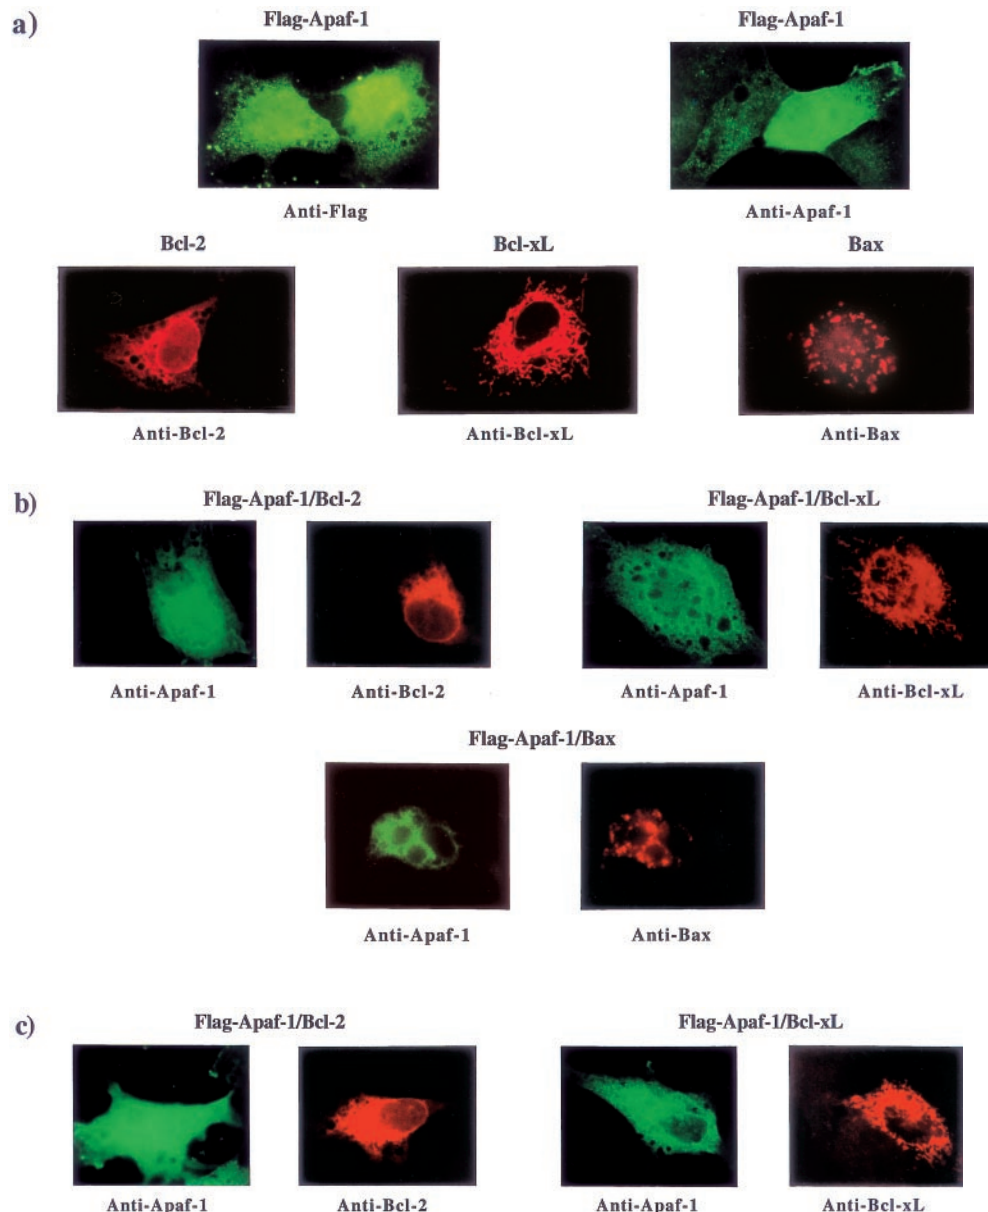 a)
Flag-Apaf-1
Flag-Apaf-1
Anti-Flag
Anti-Apaf-1
Bcl-2
Bcl-xL
Bax
Anti-Bcl-2
Anti-Bcl-xL
Anti-Bax
b)
Flag-Apaf-1/Bcl-2
Flag-Apaf-1/Bcl-xL
Anti-Apaf-1
Anti-Bcl-2
Anti-Apaf-1
Anti-Bcl-xL
Flag-Apaf-1/Bax
Anti-Apaf-1
Anti-Bax
c)
Flag-Apaf-1/Bcl-2
Flag-Apaf-1/Bcl-xL
Anti-Apaf-1
Anti-Bcl-2
Anti-Apaf-1
Anti-Bcl-xL